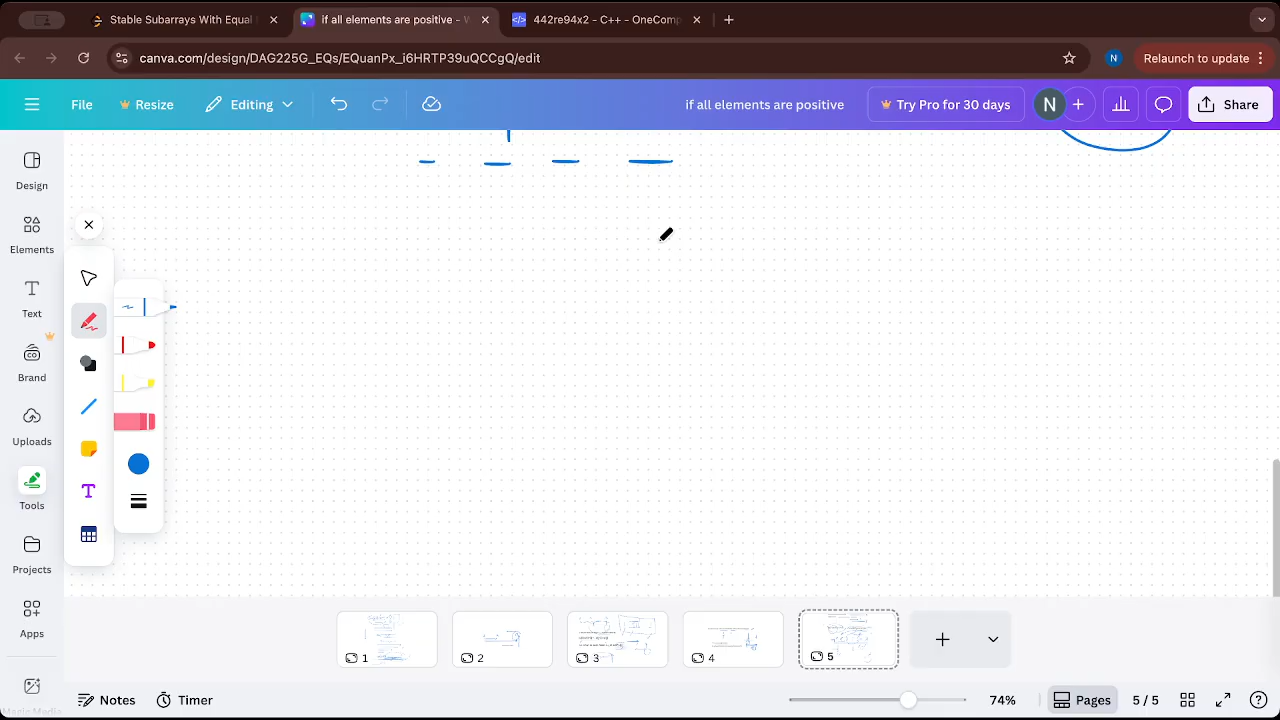 Stable Subarrays With Equal
if all elements are positive - W
442re94x2 - C++ - OneComp
canva.com/design/DAG225G_EQs/EQuanPx_i6HRTP39uQCCgQ/edit
N
Relaunch to update
File
Resize
Editing
if all elements are positive
Try Pro for 30 days
N
Share
Design
Elements
Text
Brand
Uploads
Tools
Projects
Apps
Magic Media
1
2
3
4
5
Notes
Timer
74%
Pages
5 / 5